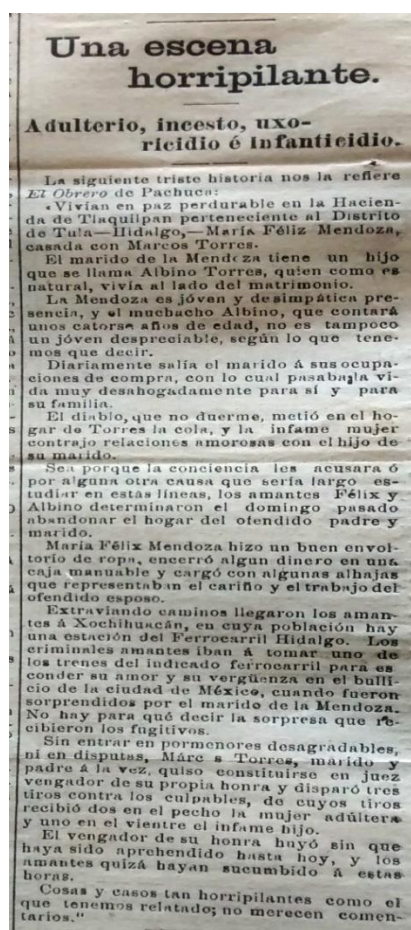 Una escena
horripilante.
Adulterio, incesto, uxo-
ricidio é infanticidio.
La siguiente triste historia nos la refiere
El Obrero de Pachuca:
«Vivían en paz perdurable en la Hacien-
da de Tlaquilpan perteneciente al Distrito
de Tula—Hidalgo,—María Féliz Mendoza,
casada con Marcos Torres.
El marido de la Mendoza tiene un hijo
que se llama Albino Torres, quien como es
natural, vivía al lado del matrimonio.
La Mendoza es jóven y de simpática pre-
sencia, y el muchacho Albino, que contará
unos catorse años de edad, no es tampoco
un jóven despreciable, según lo que tene-
mos que decir.
Diariamente salía el marido á sus ocupa-
ciones de compra, con lo cual pasaba la vi-
da muy desahogadamente para sí y para
su familia.
El diablo, que no duerme, metió en el ho-
gar de Torres la cola, y la infame mujer
contrajo relaciones amorosas con el hijo de
su marido.
Sea porque la conciencia les acusara ó
por alguna otra causa que sería largo es-
tudiar en estas líneas, los amantes Félix y
Albino determinaron el domingo pasado
abandonar el hogar del ofendido padre y
marido.
María Félix Mendoza hizo un buen envol-
torio de ropa, encerró algun dinero en una
caja manuable y cargó con algunas alhajas
que representaban el cariño y el trabajo del
ofendido esposo.
Extraviando caminos llegaron los aman-
tes á Xochihuacán, en cuya población hay
una estación del Ferrocarril Hidalgo. Los
criminales amantes iban á tomar uno de
los trenes del indicado ferrocarril para es
conder su amor y su vergüenza en el bulli-
cio de la ciudad de México, cuando fueron
sorprendidos por el marido de la Mendoza.
No hay para qué decir la sorpresa que re-
cibieron los fugitivos.
Sin entrar en pormenores desagradables,
ni en disputas, Márc s Torres, marido y
padre á la vez, quiso constituirse en juez
vengador de su propia honra y disparó tres
tiros contra los culpables, de cuyos tiros
recibió dos en el pecho la mujer adúltera
y uno en el vientre el infame hijo.
El vengador de su honra huyó sin que
haya sido aprehendido hasta hoy, y los
amantes quizá hayan sucumbido á estas
horas.
Cosas y casos tan horripilantes como el
que tenemos relatado; no merecen comen-
tarios."